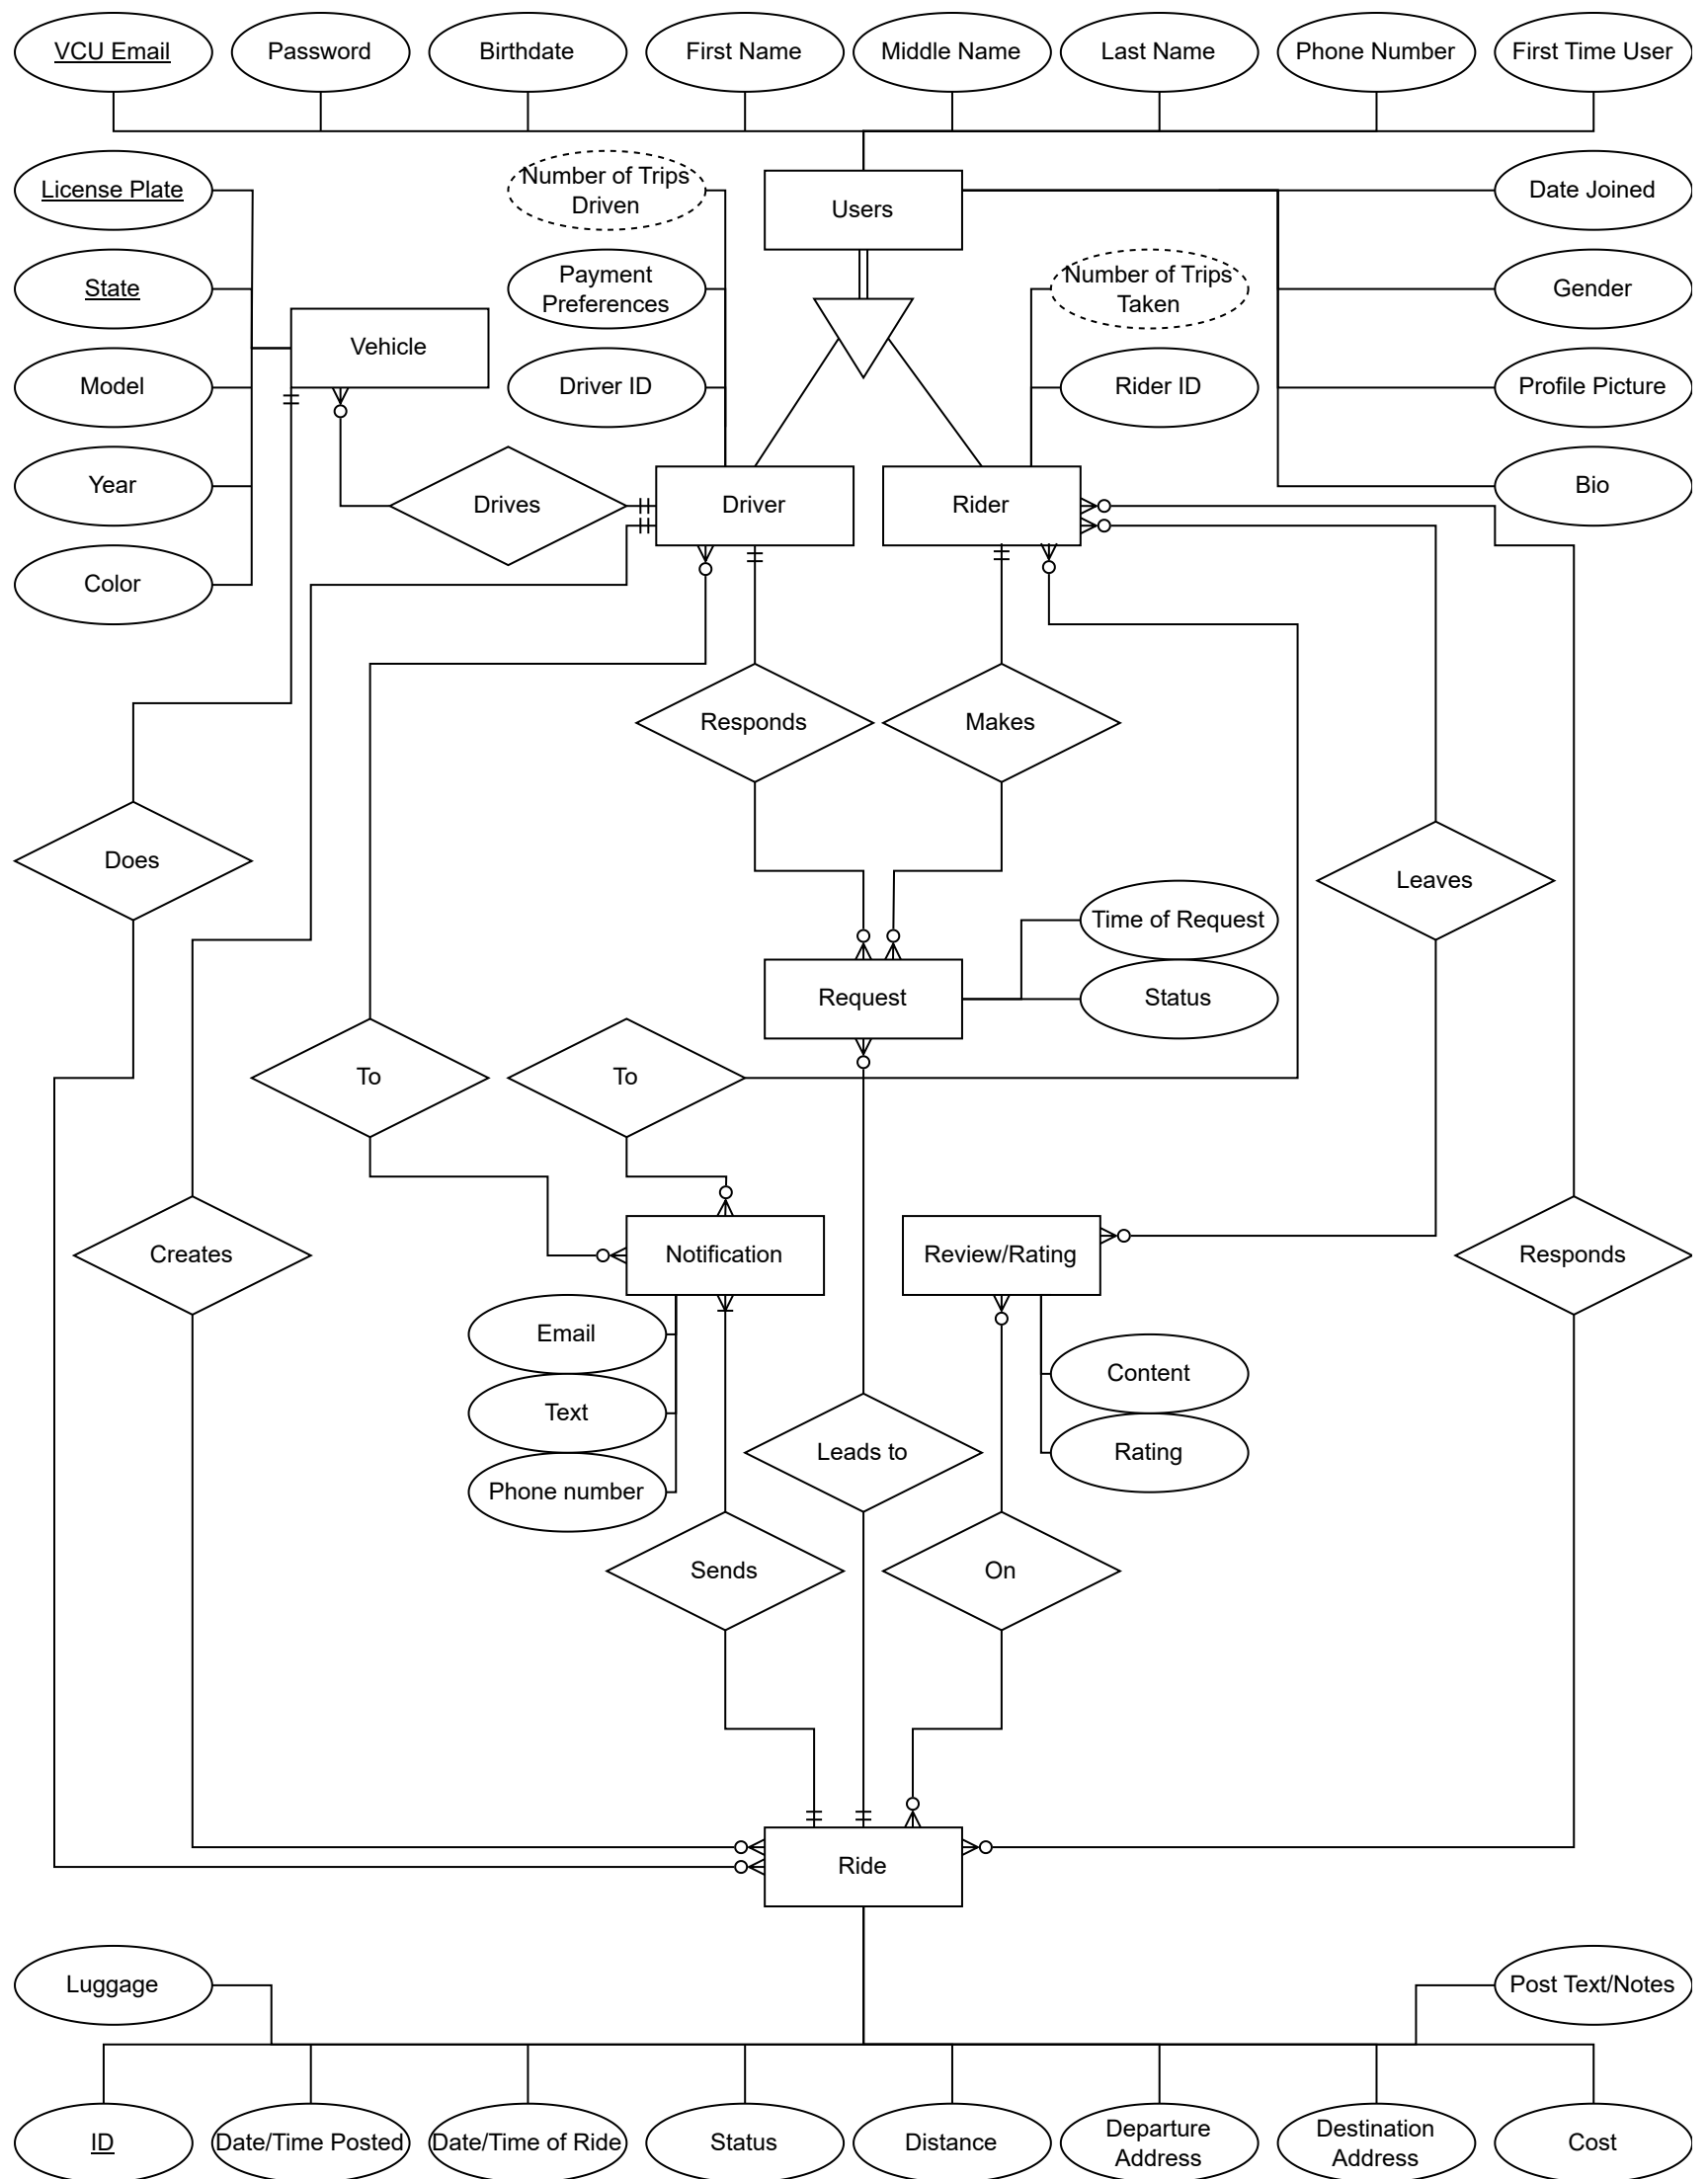 VCU Email
Password
Birthdate
First Name
Middle Name
Last Name
Phone Number
First Time User
License Plate
Number of Trips
Driven
Users
Date Joined
State
Payment
Preferences
Number of Trips
Taken
Gender
Vehicle
Model
Driver ID
Rider ID
Profile Picture
Year
Drives
Driver
Rider
Bio
Color
Responds
Makes
Does
Leaves
Time of Request
Request
Status
To
To
Creates
Notification
Review/Rating
Responds
Email
Content
Text
Leads to
Rating
Phone number
Sends
On
Ride
Luggage
Post Text/Notes
ID
Date/Time Posted
Date/Time of Ride
Status
Distance
Departure
Address
Destination
Address
Cost